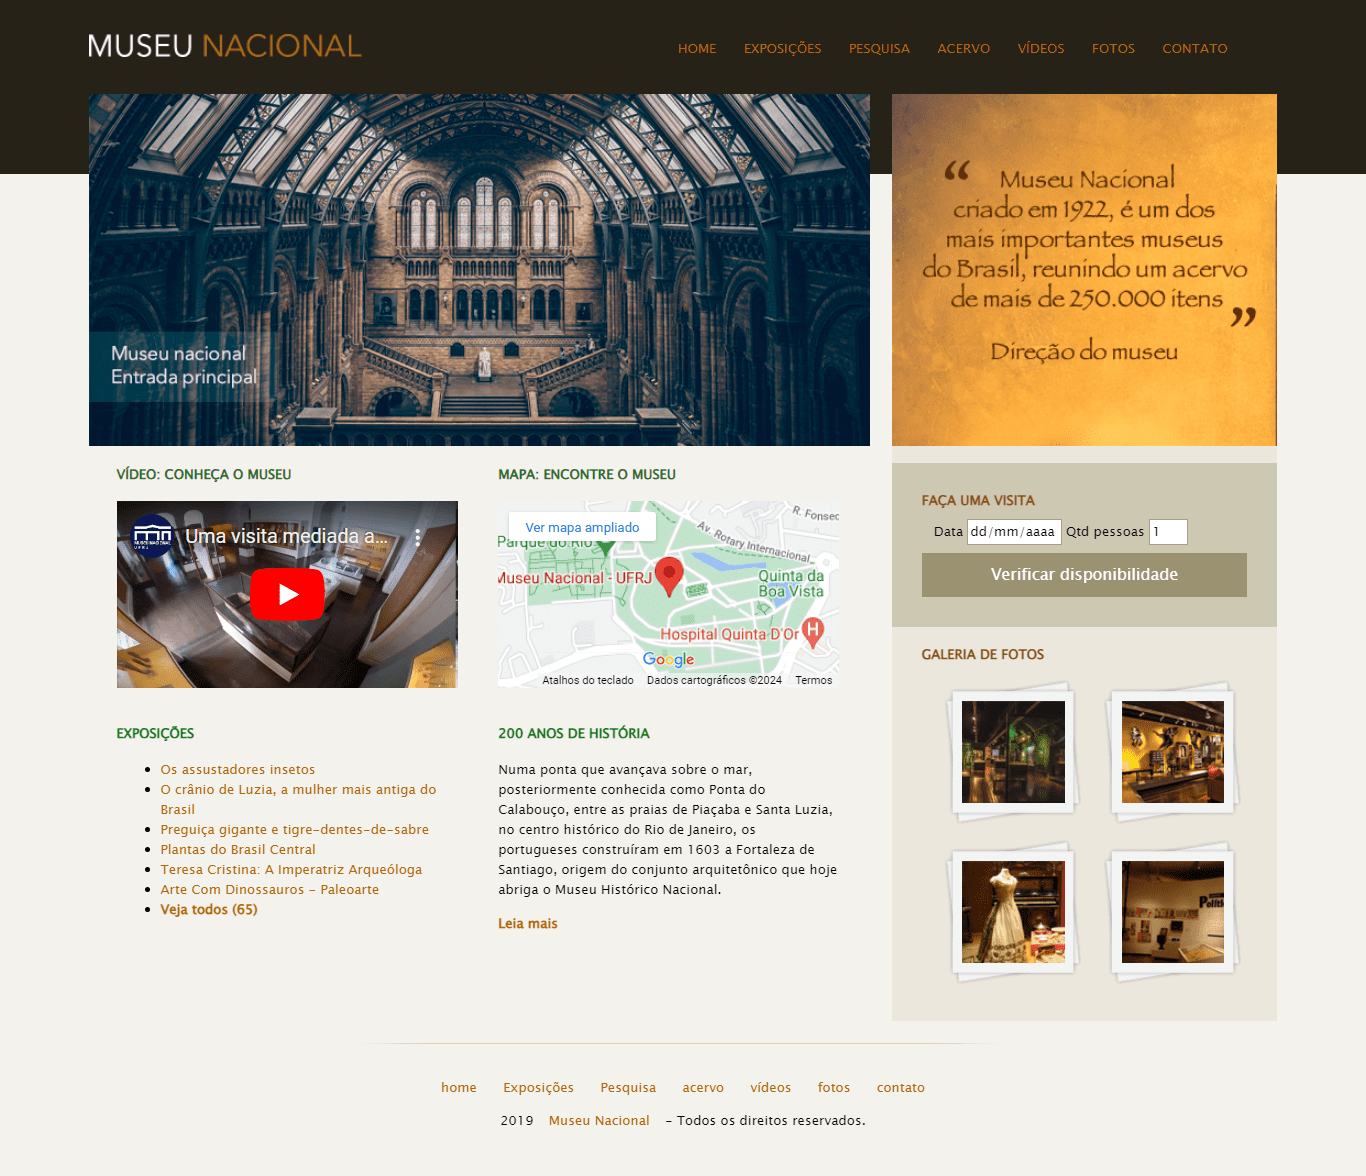 MUSEU NACIONAL
HOME EXPOSIÇÕES PESQUISA ACERVO VÍDEOS FOTOS CONTATO
Museu nacional
Entrada principal
“ Museu Nacional
criado em 1922, é um dos
mais importantes museus
do Brasil, reunindo um acervo
de mais de 250.000 itens ”
Direção do museu
VÍDEO: CONHEÇA O MUSEU
MUSEU NACIONAL
UFRJ
Uma visita mediada a...
MAPA: ENCONTRE O MUSEU
Ver mapa ampliado
R. Fonsec
Av. Rotary Internacional
Parque do Rio
Museu Nacional - UFRJ
Quinta da
Boa Vista
Hospital Quinta D'Or
H
Google
Atalhos do teclado Dados cartográficos ©2024 Termos
FAÇA UMA VISITA
Data dd/mm/aaaa Qtd pessoas 1
Verificar disponibilidade
GALERIA DE FOTOS
Polític
EXPOSIÇÕES
Os assustadores insetos
O crânio de Luzia, a mulher mais antiga do
Brasil
Preguiça gigante e tigre-dentes-de-sabre
Plantas do Brasil Central
Teresa Cristina: A Imperatriz Arqueóloga
Arte Com Dinossauros - Paleoarte
Veja todos (65)
200 ANOS DE HISTÓRIA
Numa ponta que avançava sobre o mar,
posteriormente conhecida como Ponta do
Calabouço, entre as praias de Piaçaba e Santa Luzia,
no centro histórico do Rio de Janeiro, os
portugueses construíram em 1603 a Fortaleza de
Santiago, origem do conjunto arquitetônico que hoje
abriga o Museu Histórico Nacional.
Leia mais
home Exposições Pesquisa acervo vídeos fotos contato
2019 Museu Nacional - Todos os direitos reservados.